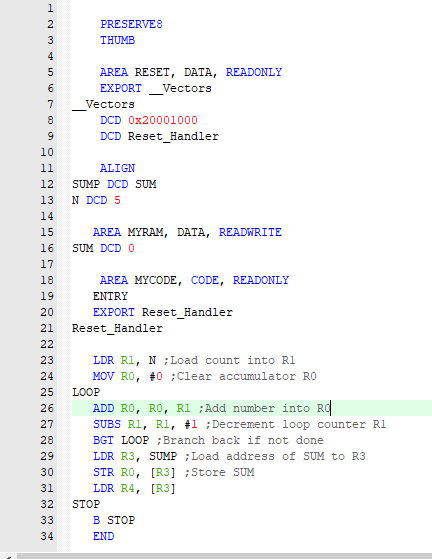 1
2 PRESERVE8
3 THUMB
4
5 AREA RESET, DATA, READONLY
6 EXPORT __Vectors
7 __Vectors
8 DCD 0x20001000
9 DCD Reset_Handler
10
11 ALIGN
12 SUMP DCD SUM
13 N DCD 5
14
15 AREA MYRAM, DATA, READWRITE
16 SUM DCD 0
17
18 AREA MYCODE, CODE, READONLY
19 ENTRY
20 EXPORT Reset_Handler
21 Reset_Handler
22
23 LDR R1, N ;Load count into R1
24 MOV R0, #0 ;Clear accumulator R0
25 LOOP
26 ADD R0, R0, R1 ;Add number into R0
27 SUBS R1, R1, #1 ;Decrement loop counter R1
28 BGT LOOP ;Branch back if not done
29 LDR R3, SUMP ;Load address of SUM to R3
30 STR R0, [R3] ;Store SUM
31 LDR R4, [R3]
32 STOP
33 B STOP
34 END